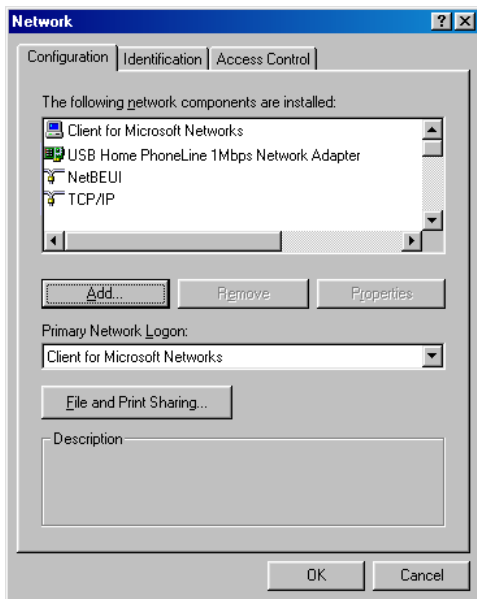 Network
Configuration Identification Access Control
The following network components are installed:
Client for Microsoft Networks
USB Home PhoneLine 1Mbps Network Adapter
NetBEUI
TCP/IP
Add... Remove Properties
Primary Network Logon:
Client for Microsoft Networks
File and Print Sharing...
Description
OK Cancel